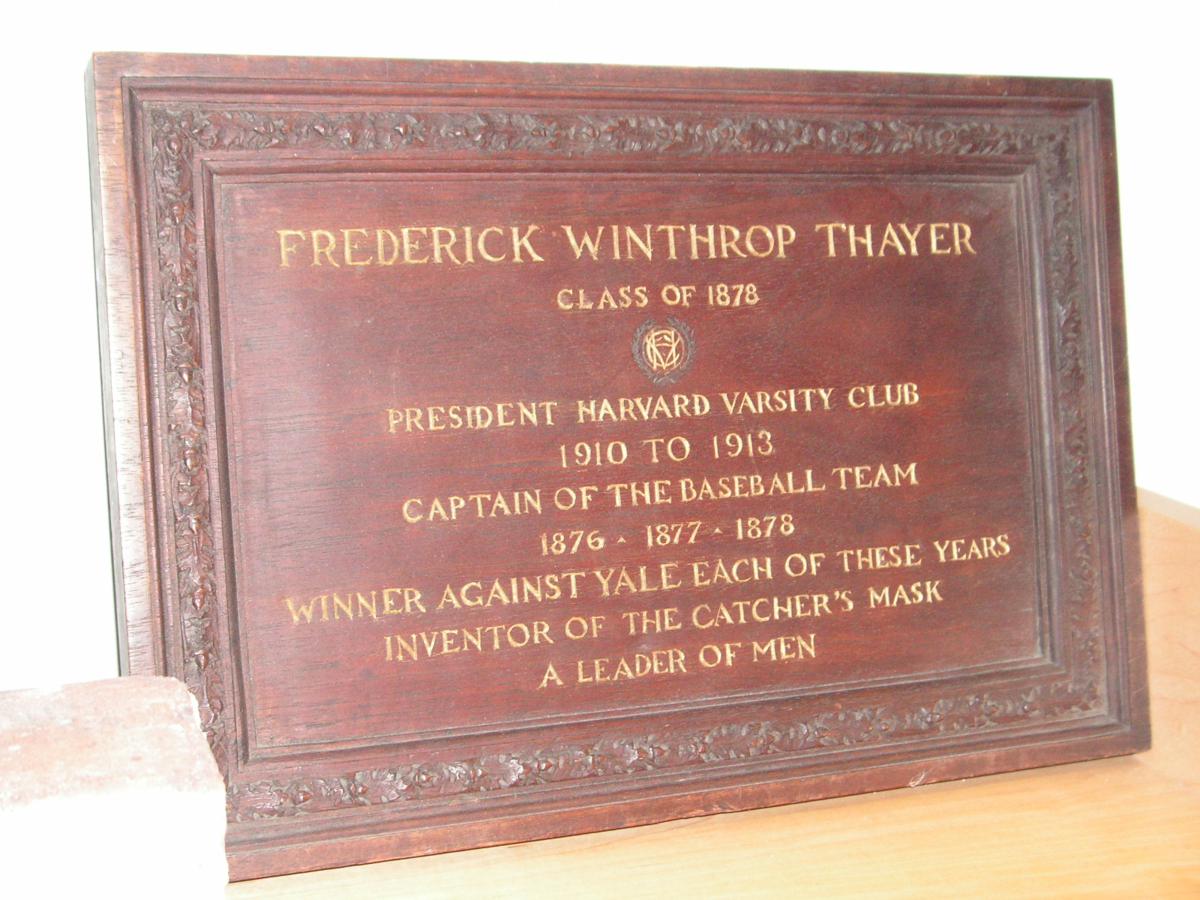 FREDERICK WINTHROP THAYER
CLASS OF 1878
PRESIDENT HARVARD VARSITY CLUB
1910 TO 1913
CAPTAIN OF THE BASEBALL TEAM
1876 - 1877 - 1878
WINNER AGAINST YALE EACH OF THESE YEARS
INVENTOR OF THE CATCHER'S MASK
A LEADER OF MEN